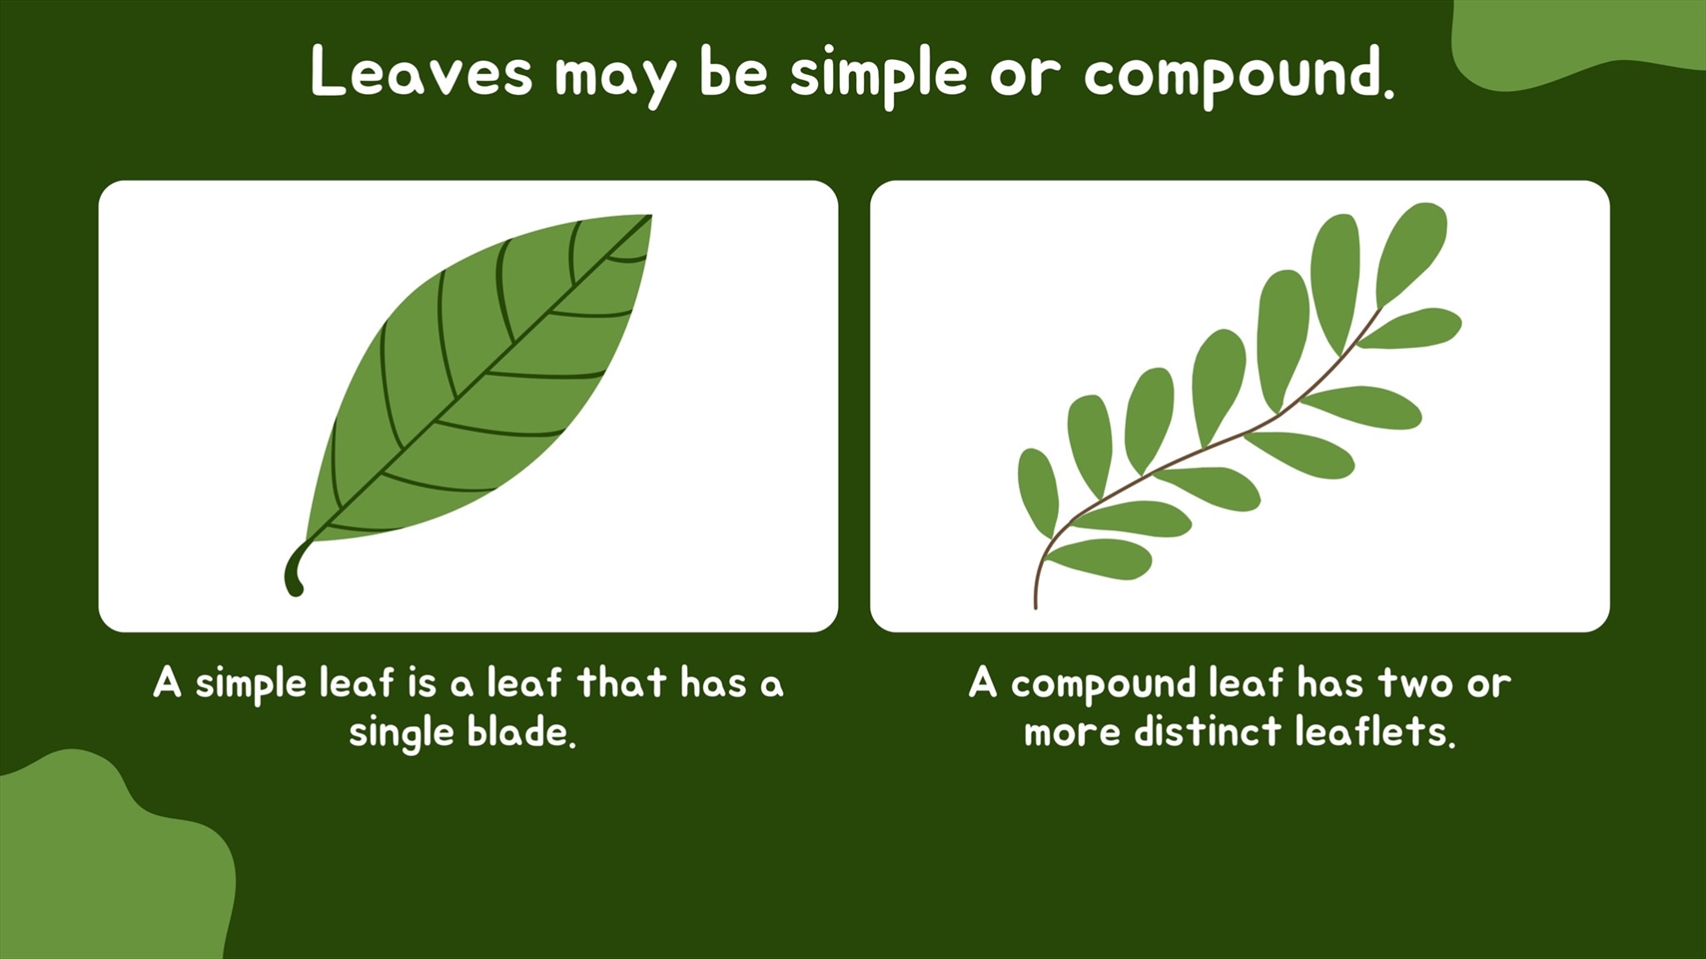 Leaves may be simple or compound.
A simple leaf is a leaf that has a
single blade.
A compound leaf has two or
more distinct leaflets.